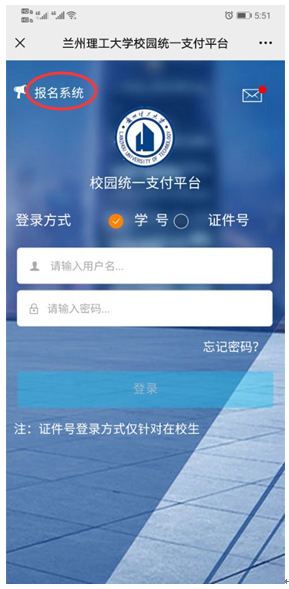 5:51
兰州理工大学校园统一支付平台
报名系统
校园统一支付平台
登录方式 学 号 证件号
请输入用户名...
请输入密码...
忘记密码?
登录
注：证件号登录方式仅针对在校生